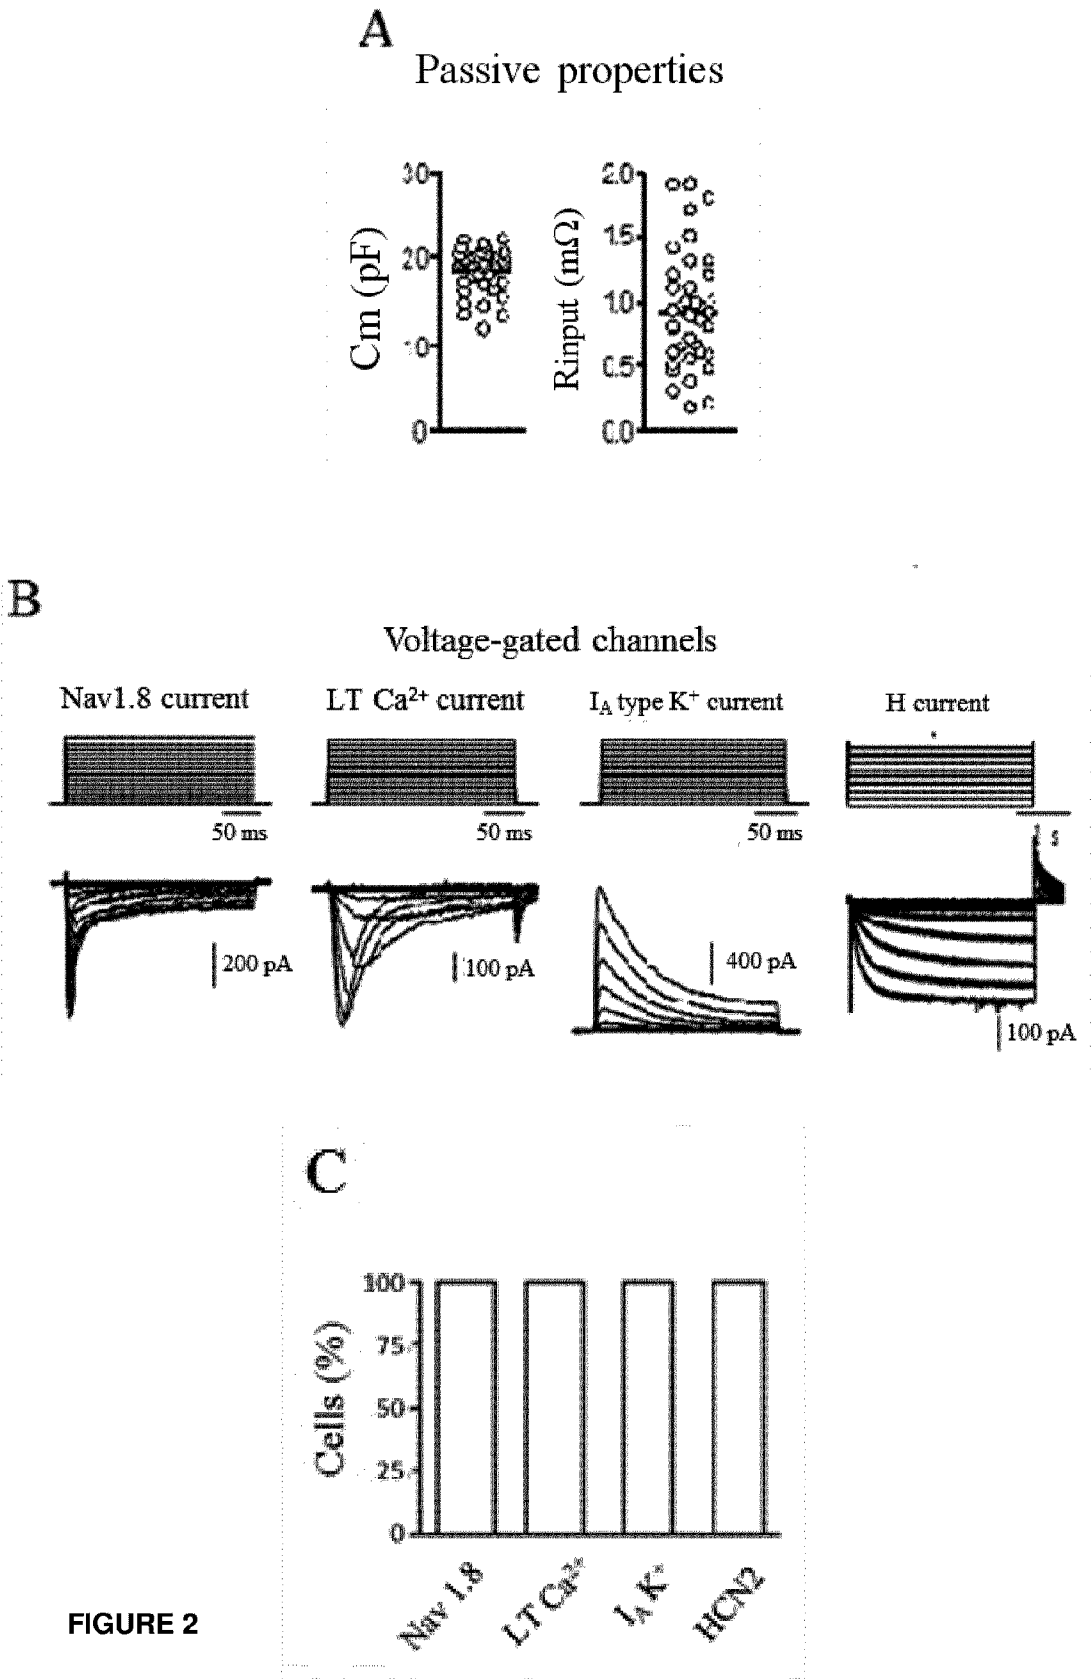 A
Passive properties
Cm (pF)
30
20
10
0
Rinput (mΩ)
2.0
1.5
1.0
0.5
0.0
B
Voltage-gated channels
Nav1.8 current
LT Ca²⁺ current
I_A type K⁺ current
H current
50 ms
50 ms
50 ms
1 s
200 pA
100 pA
400 pA
100 pA
C
Cells (%)
100
75
50
25
0
Nav 1.8
LT Ca²⁺
I_A K⁺
HCN2
FIGURE 2